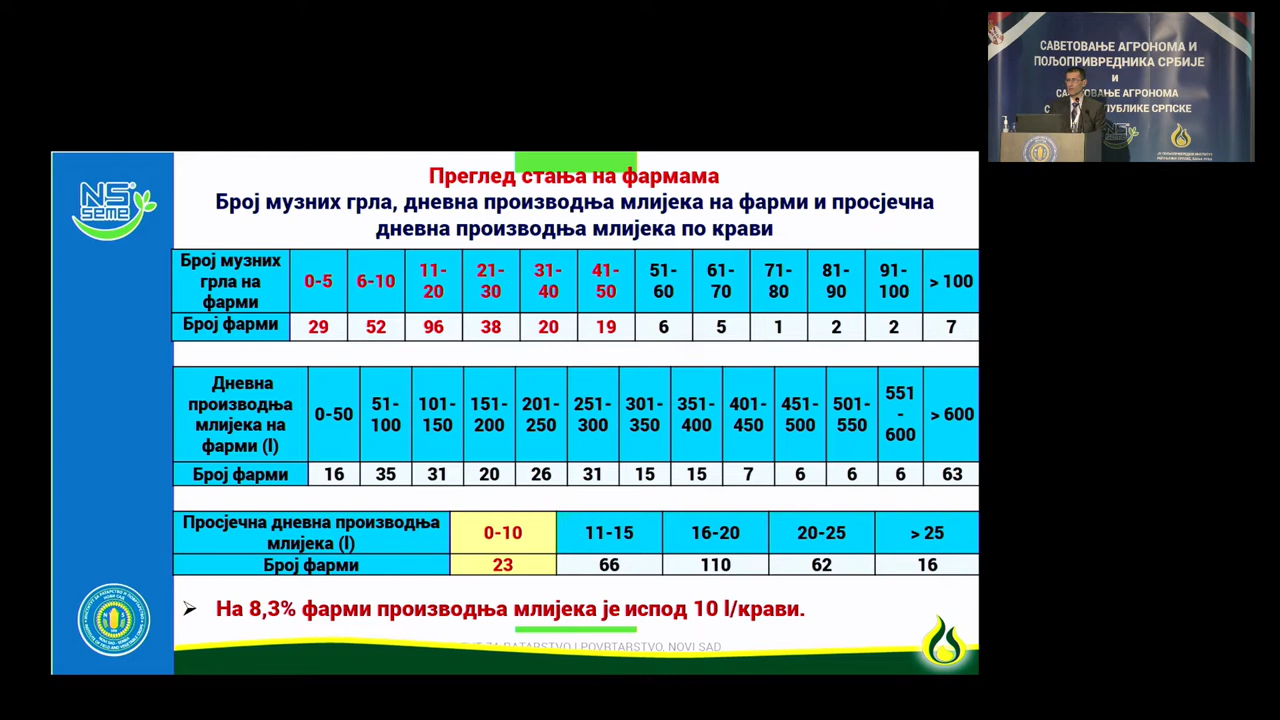 САВЕТОВАЊЕ АГРОНОМА И
ПОЉОПРИВРЕДНИКА СРБИЈЕ
И
САВЕТОВАЊЕ АГРОНОМА
РЕПУБЛИКЕ СРПСКЕ
NS
seme
Преглед стања на фармама
Број музних грла, дневна производња млијека на фарми и просјечна
дневна производња млијека по крави
Број музних грла на фарми 0-5 6-10 11-20 21-30 31-40 41-50 51-60 61-70 71-80 81-90 91-100 > 100
Број фарми 29 52 96 38 20 19 6 5 1 2 2 7
Дневна производња млијека на фарми (l) 0-50 51-100 101-150 151-200 201-250 251-300 301-350 351-400 401-450 451-500 501-550 551-600 > 600
Број фарми 16 35 31 20 26 31 15 15 7 6 6 6 63
Просјечна дневна производња млијека (l) 0-10 11-15 16-20 20-25 > 25
Број фарми 23 66 110 62 16
На 8,3% фарми производња млијека је испод 10 l/крави.
RATARSTVO I POVRTARSTVO, NOVI SAD